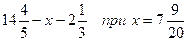 14 4/5 − x − 2 1/3 при x = 7 9/20